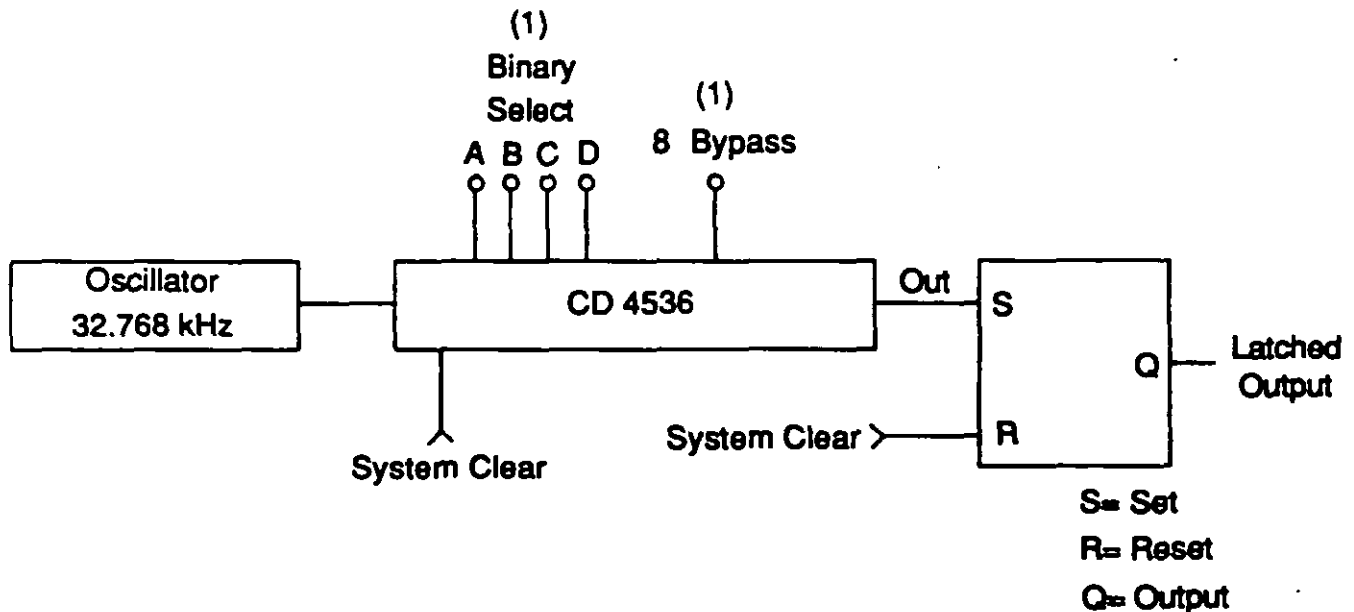 (1)
Binary
Select
A B C D
(1)
8 Bypass
Oscillator
32.768 kHz
CD 4536
Out
S
Q
R
Latched
Output
System Clear
System Clear
S= Set
R= Reset
Q= Output